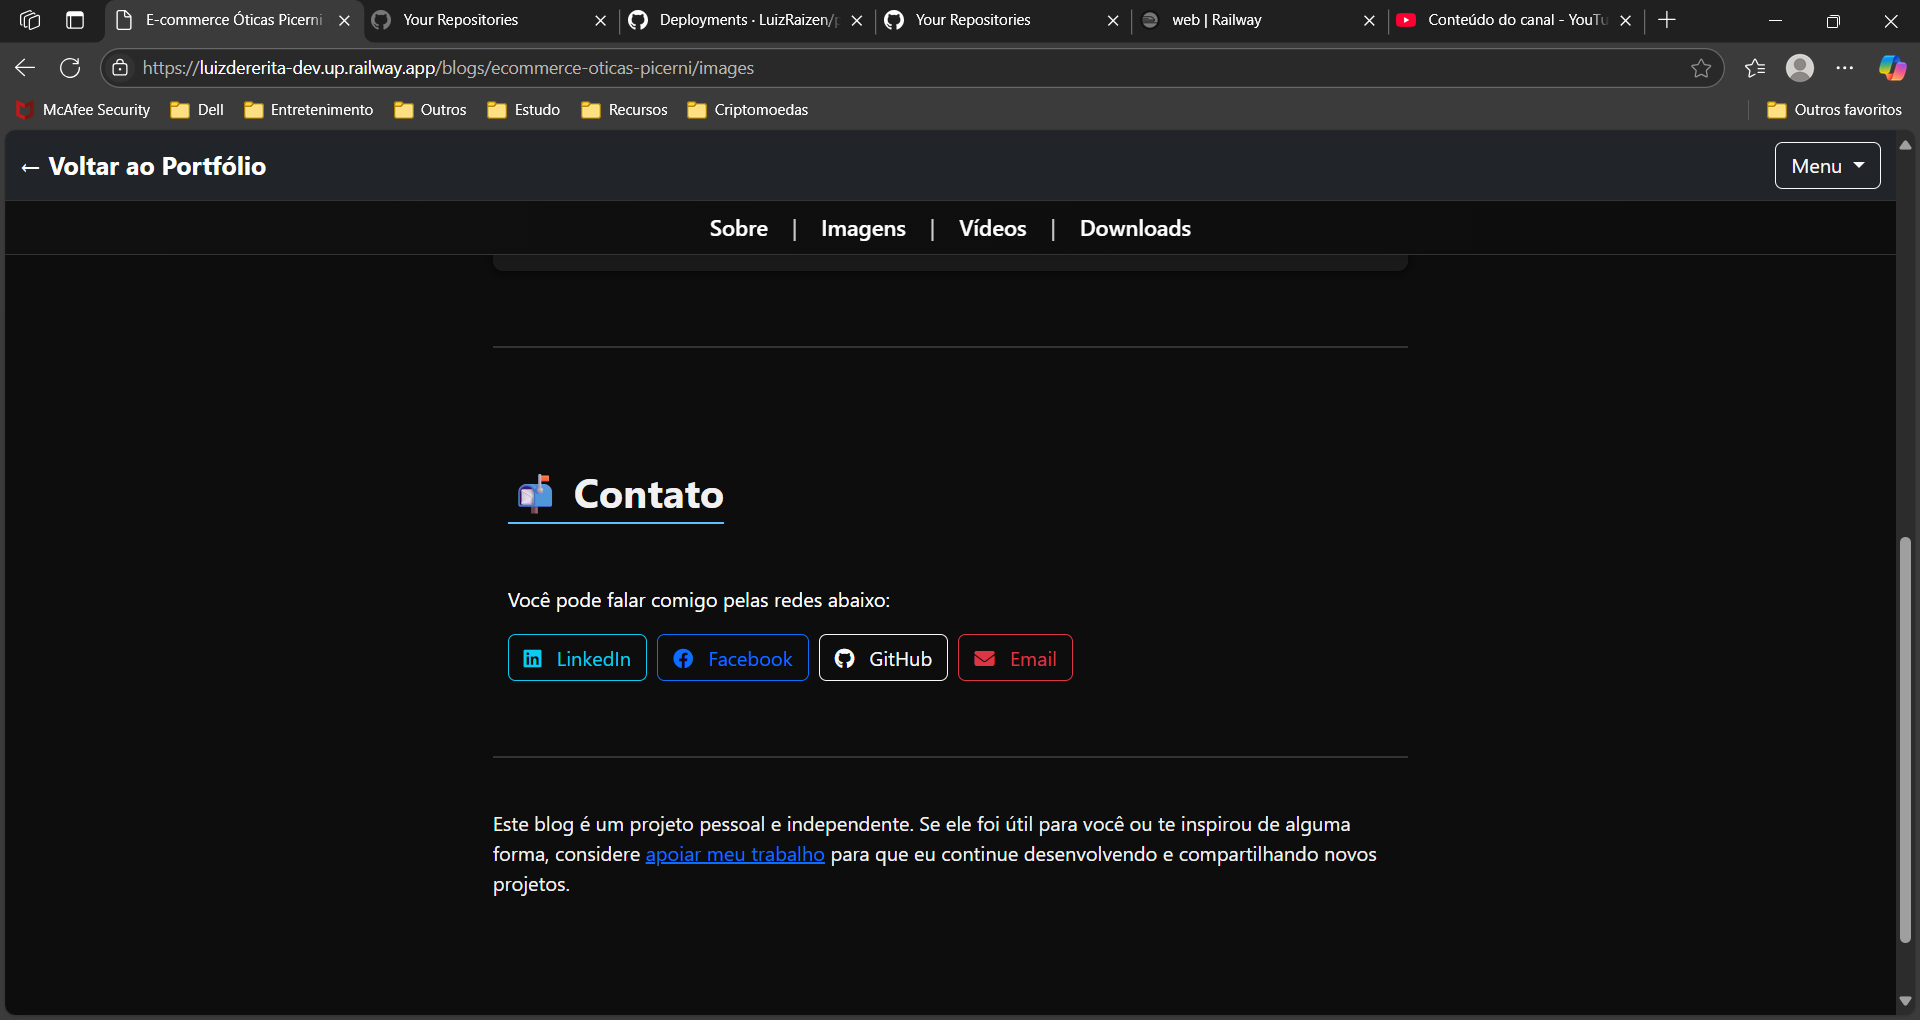 E-commerce Óticas Picerni
Your Repositories
Deployments · LuizRaizen/
Your Repositories
web | Railway
Conteúdo do canal - YouTu
https://luizdererita-dev.up.railway.app/blogs/ecommerce-oticas-picerni/images
McAfee Security
Dell
Entretenimento
Outros
Estudo
Recursos
Criptomoedas
Outros favoritos
← Voltar ao Portfólio
Menu
Sobre | Imagens | Vídeos | Downloads
Contato
Você pode falar comigo pelas redes abaixo:
LinkedIn
Facebook
GitHub
Email
Este blog é um projeto pessoal e independente. Se ele foi útil para você ou te inspirou de alguma
forma, considere apoiar meu trabalho para que eu continue desenvolvendo e compartilhando novos
projetos.